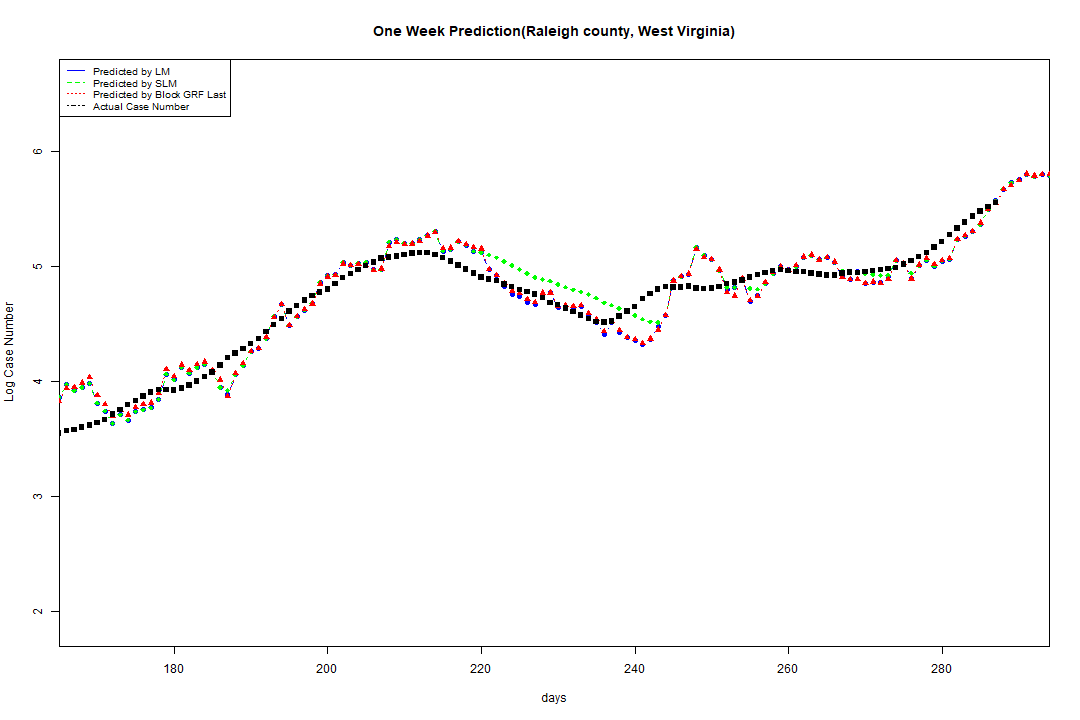 One Week Prediction(Raleigh county, West Virginia)
Predicted by LM
Predicted by SLM
Predicted by Block GRF Last
Actual Case Number
6
5
4
3
2
Log Case Number
180 200 220 240 260 280
days